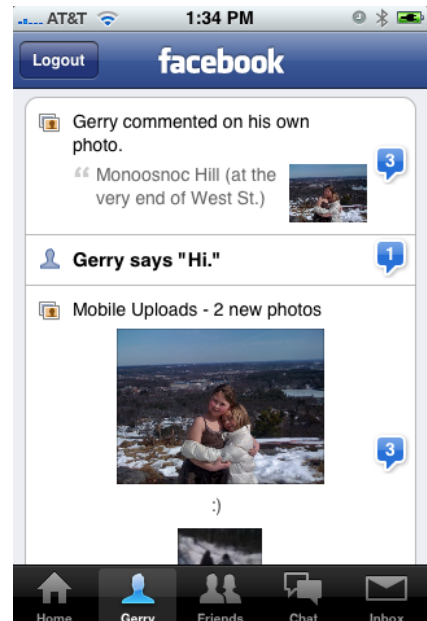 AT&T 1:34 PM
Logout facebook
Gerry commented on his own
photo.
“ Monoosnoc Hill (at the
very end of West St.)
3
Gerry says "Hi."
1
Mobile Uploads - 2 new photos
3
:)
Home Gerry Friends Chat Inbox